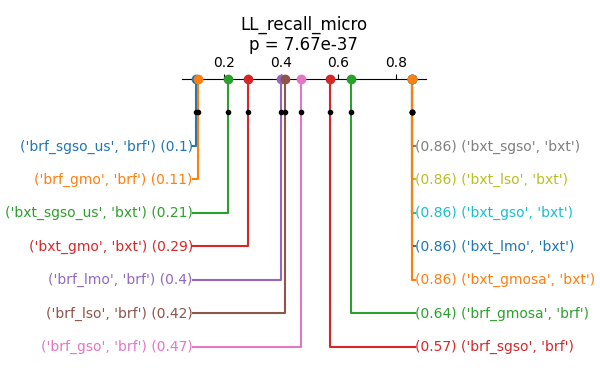 LL_recall_micro
p = 7.67e-37
0.2 0.4 0.6 0.8
('brf_sgso_us', 'brf') (0.1)
(0.86) ('bxt_sgso', 'bxt')
('brf_gmo', 'brf') (0.11)
(0.86) ('bxt_lso', 'bxt')
('bxt_sgso_us', 'bxt') (0.21)
(0.86) ('bxt_gso', 'bxt')
('bxt_gmo', 'bxt') (0.29)
(0.86) ('bxt_lmo', 'bxt')
('brf_lmo', 'brf') (0.4)
(0.86) ('bxt_gmosa', 'bxt')
('brf_lso', 'brf') (0.42)
(0.64) ('brf_gmosa', 'brf')
('brf_gso', 'brf') (0.47)
(0.57) ('brf_sgso', 'brf')